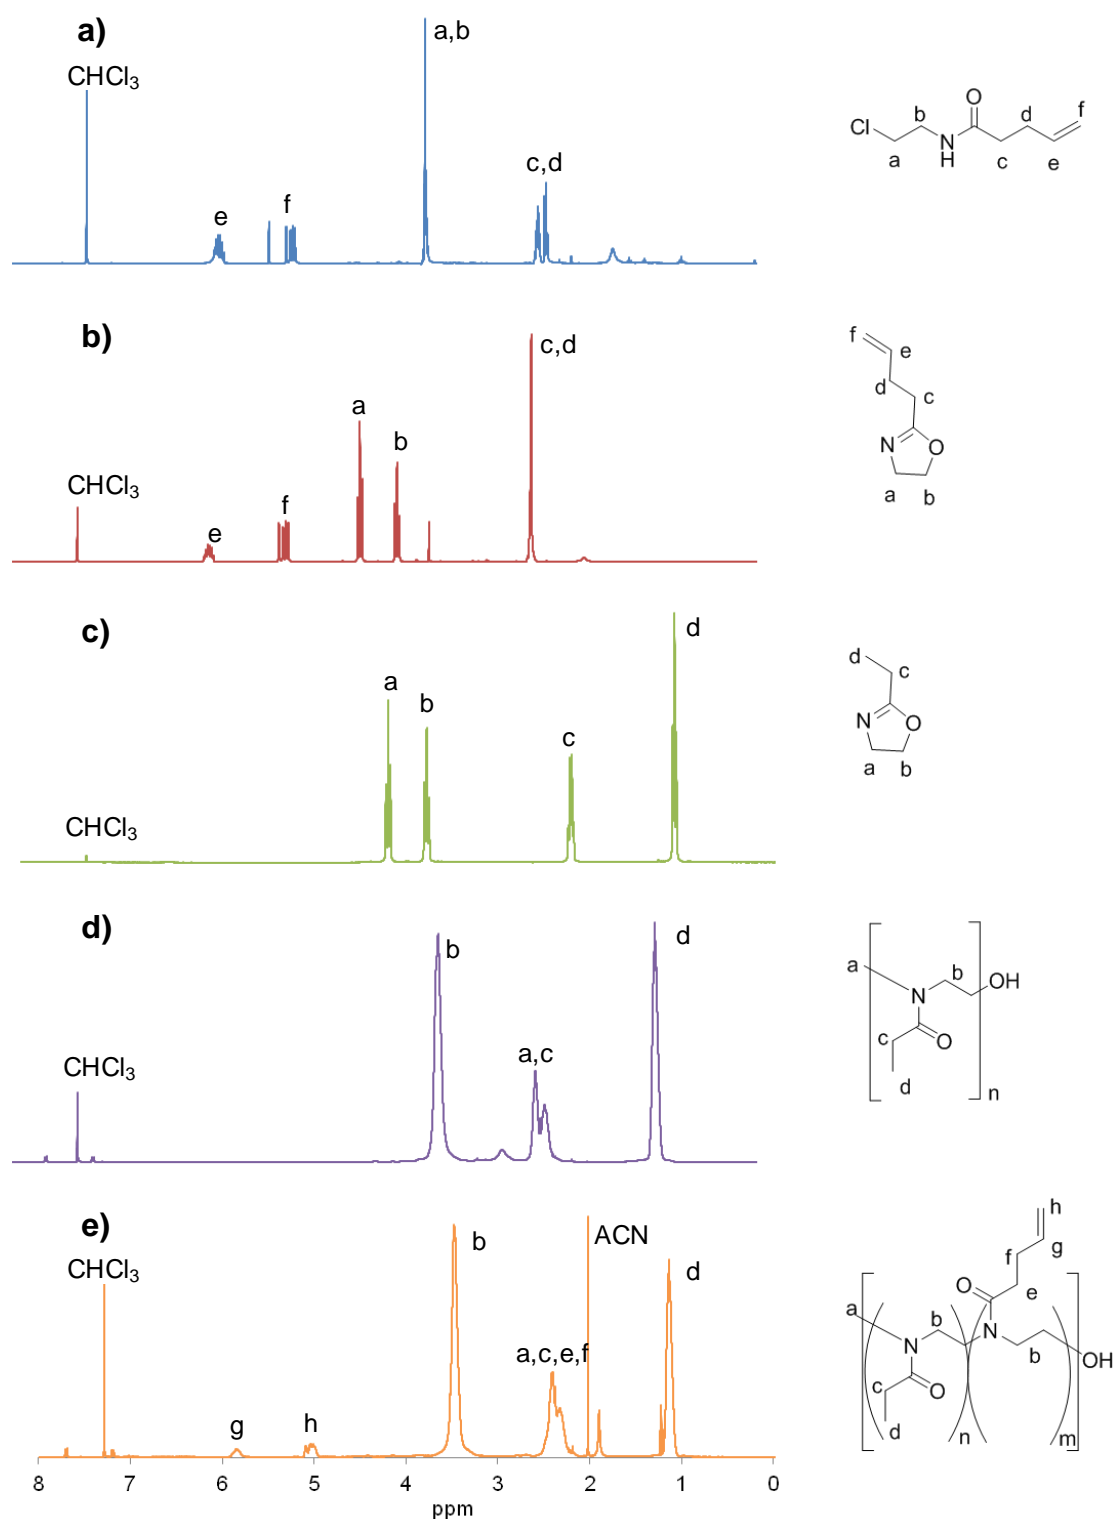 a)
CHCl3
a,b
c,d
e
f
Cl
a
b
N
H
O
c
d
e
f
b)
CHCl3
e
f
a
b
c,d
f
e
d
c
N
O
a
b
c)
CHCl3
a
b
c
d
d
c
N
O
a
b
d)
CHCl3
b
a,c
d
a
b
OH
N
c
O
d
n
e)
CHCl3
g
h
b
a,c,e,f
ACN
d
h
g
f
O
e
a
b
N
N
b
OH
c
O
d
n
m
8 7 6 5 4 3 2 1 0
ppm